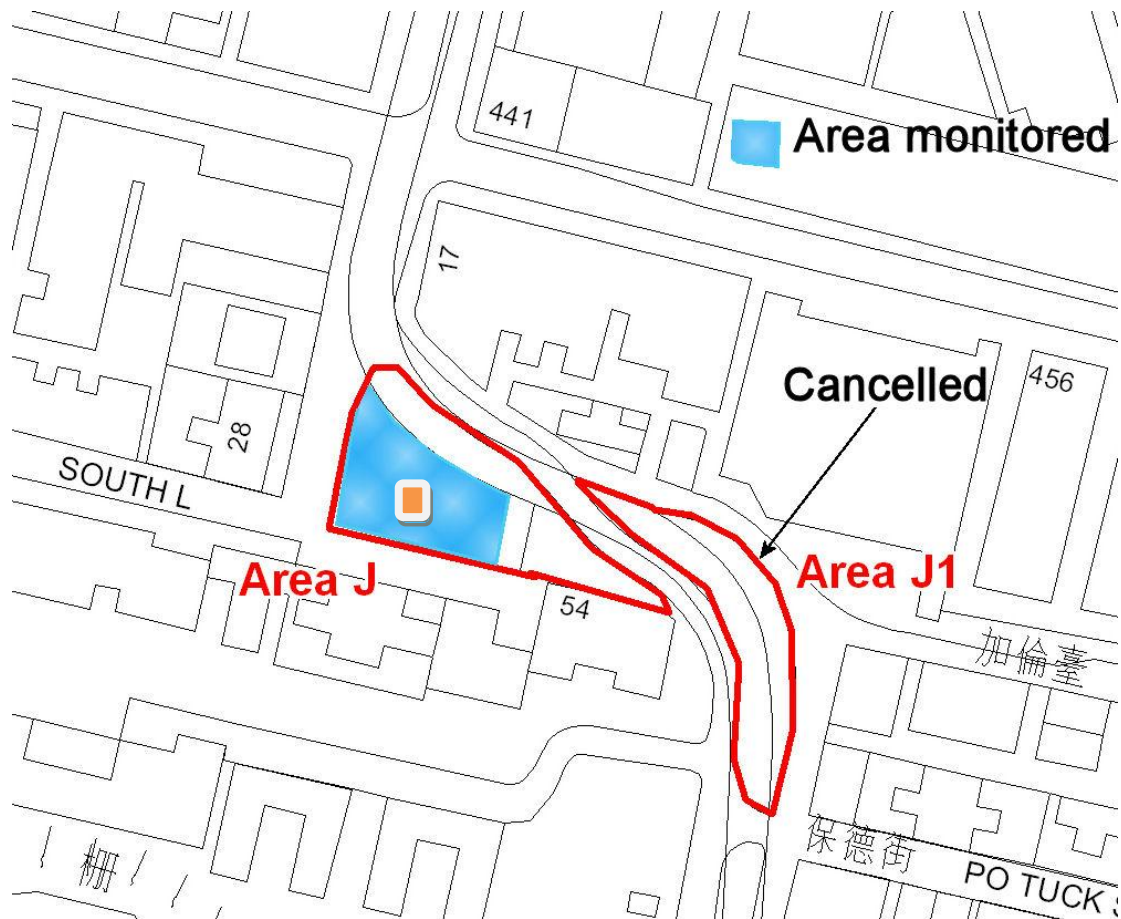 441
Area monitored
17
Cancelled
456
28
SOUTH L
Area J
Area J1
54
加倫臺
保德街
PO TUCK S
栅